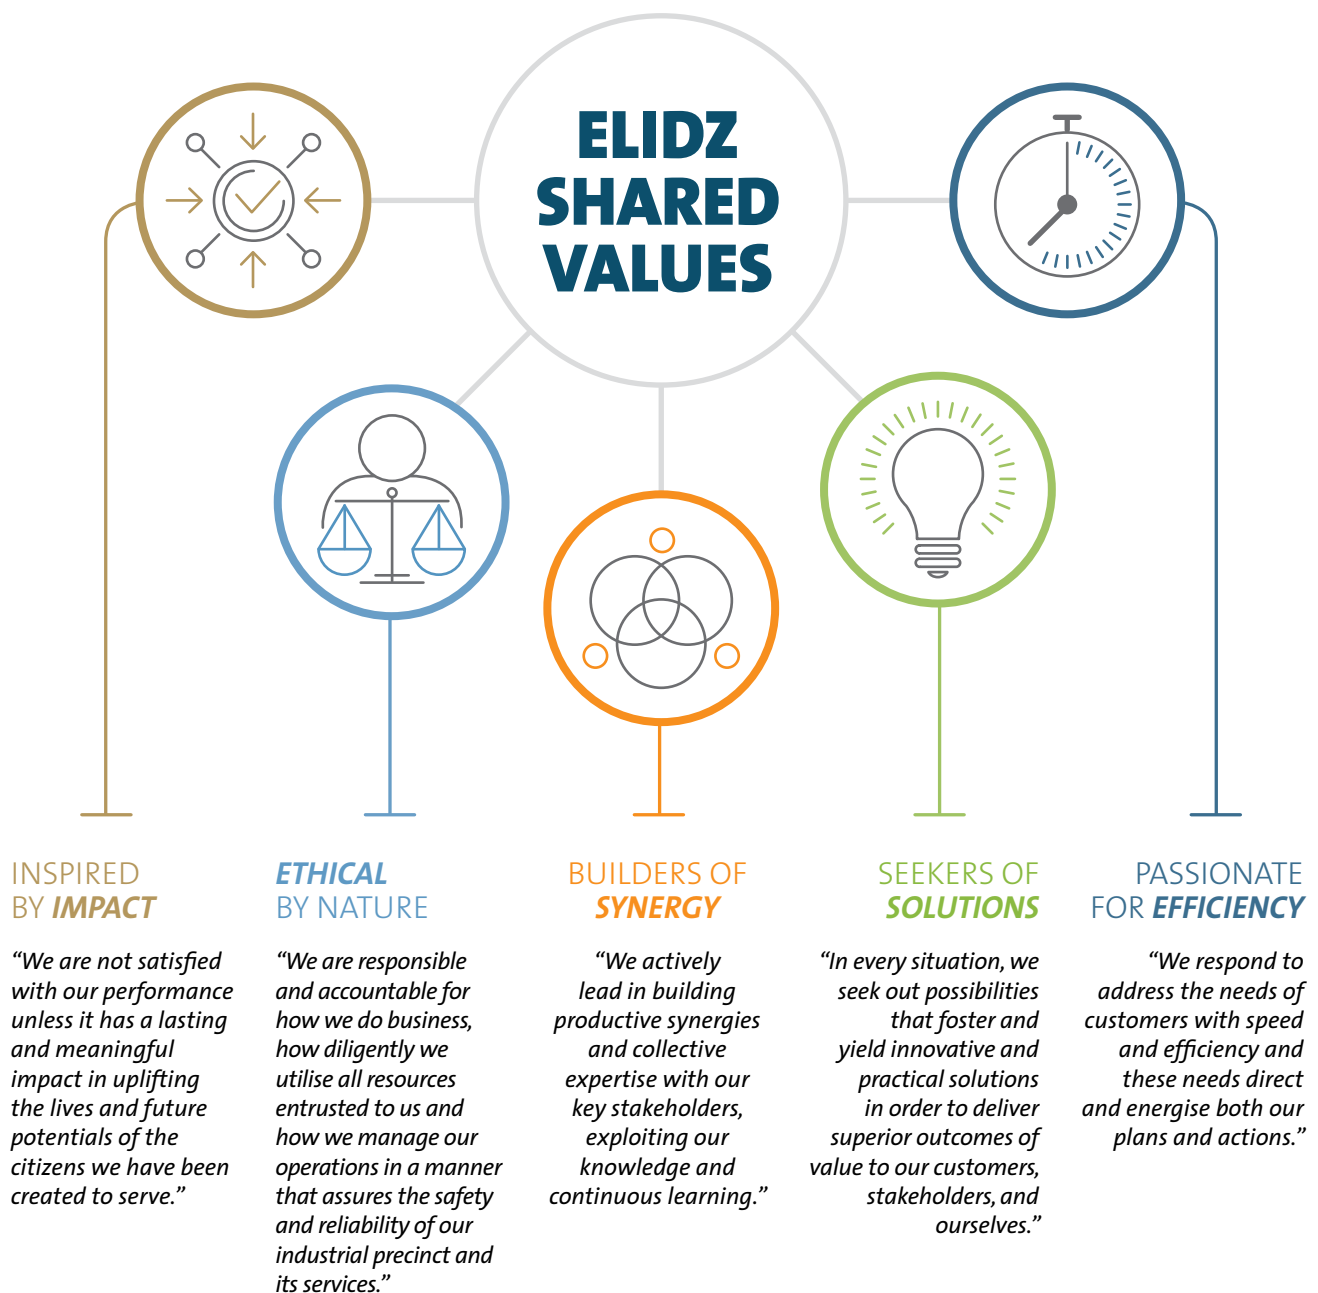 ELIDZ
SHARED
VALUES
INSPIRED
BY IMPACT
“We are not satisfied
with our performance
unless it has a lasting
and meaningful
impact in uplifting
the lives and future
potentials of the
citizens we have been
created to serve.”
ETHICAL
BY NATURE
“We are responsible
and accountable for
how we do business,
how diligently we
utilise all resources
entrusted to us and
how we manage our
operations in a manner
that assures the safety
and reliability of our
industrial precinct and
its services.”
BUILDERS OF
SYNERGY
“We actively
lead in building
productive synergies
and collective
expertise with our
key stakeholders,
exploiting our
knowledge and
continuous learning.”
SEEKERS OF
SOLUTIONS
“In every situation, we
seek out possibilities
that foster and
yield innovative and
practical solutions
in order to deliver
superior outcomes of
value to our customers,
stakeholders, and
ourselves.”
PASSIONATE
FOR EFFICIENCY
“We respond to
address the needs of
customers with speed
and efficiency and
these needs direct
and energise both our
plans and actions.”